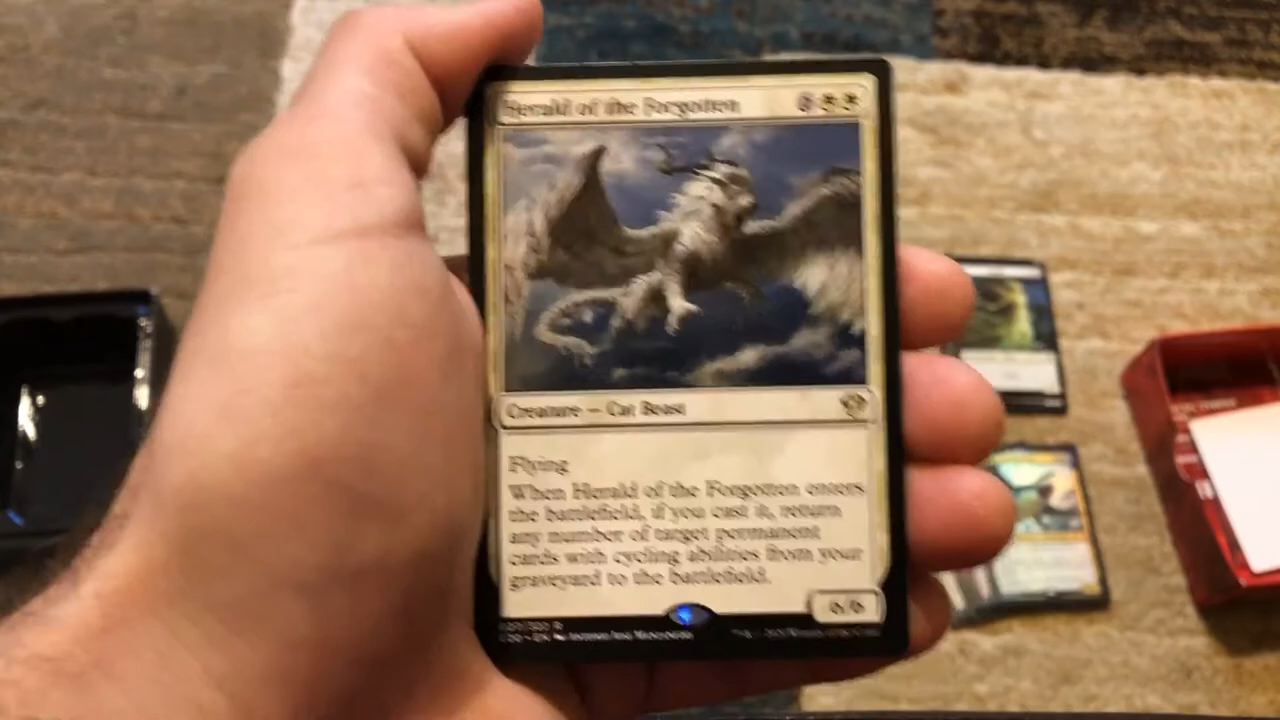 Herald of the Forgotten
Creature — Cat Beast
Flying
When Herald of the Forgotten enters
the battlefield, if you cast it, return
any number of target permanent
cards with cycling abilities from your
graveyard to the battlefield.
6/6